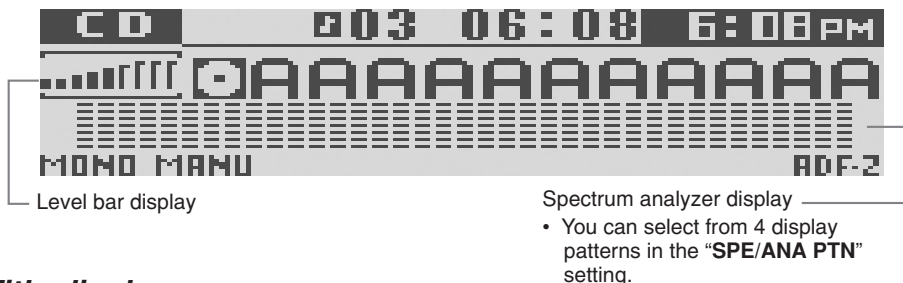 CD 03 06:08 6:08PM
AAAAAAAAAAAA
MONO MANU ADF-2
Level bar display
Spectrum analyzer display
• You can select from 4 display
patterns in the “SPE/ANA PTN”
setting.